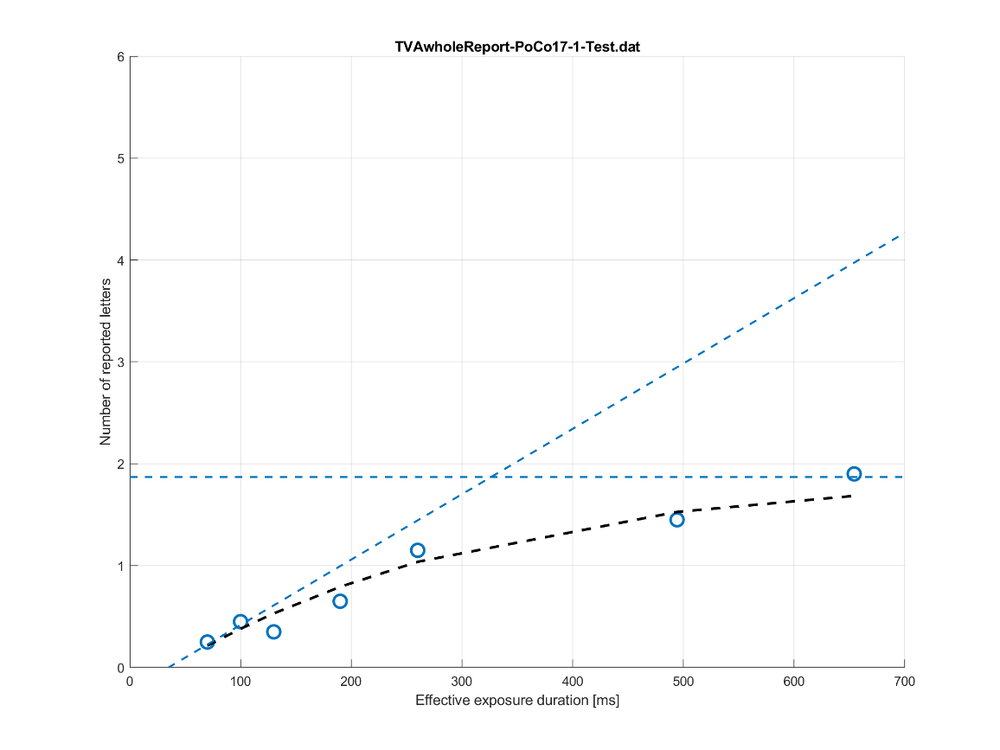 TVAwholeReport-PoCo17-1-Test.dat
6
5
4
3
2
1
0
Number of reported letters
0 100 200 300 400 500 600 700
Effective exposure duration [ms]